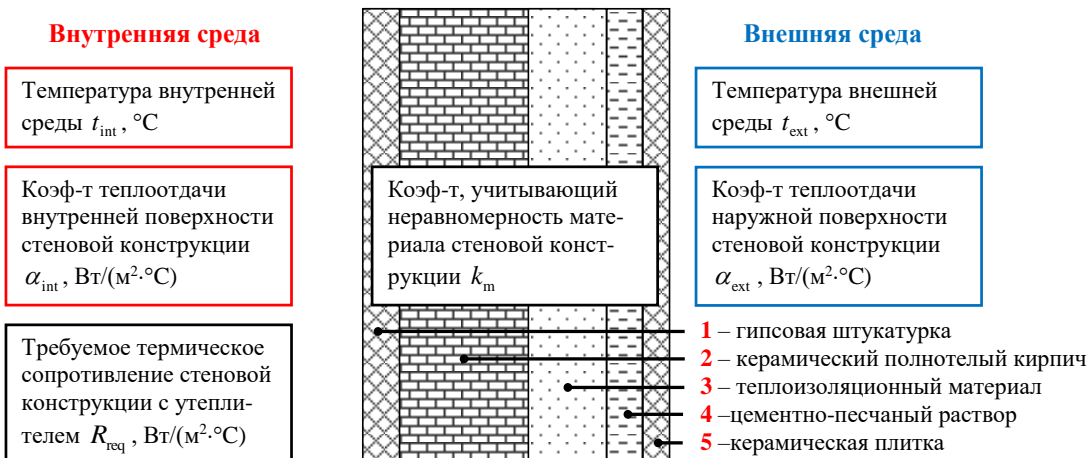 Внутренняя среда
Температура внутренней
среды t_int , °C
Коэф-т теплоотдачи
внутренней поверхности
стеновой конструкции
α_int , Вт/(м²·°C)
Требуемое термическое
сопротивление стеновой
конструкции с утепли-
телем R_req , Вт/(м²·°C)
Коэф-т, учитывающий
неравномерность мате-
риала стеновой конст-
рукции k_m
Внешняя среда
Температура внешней
среды t_ext , °C
Коэф-т теплоотдачи
наружной поверхности
стеновой конструкции
α_ext , Вт/(м²·°C)
1 – гипсовая штукатурка
2 – керамический полнотелый кирпич
3 – теплоизоляционный материал
4 –цементно-песчаный раствор
5 –керамическая плитка